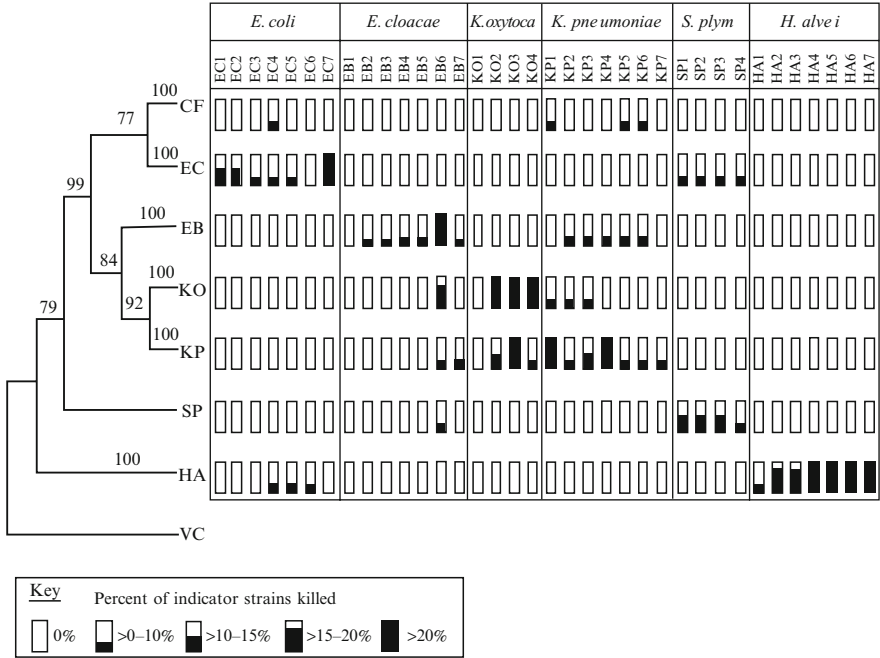 E. coli E. cloacae K.oxytoca K. pne umoniae S. plym H. alve i
EC1 EC2 EC3 EC4 EC5 EC6 EC7 EB1 EB2 EB3 EB4 EB5 EB6 EB7 KO1 KO2 KO3 KO4 KP1 KP2 KP3 KP4 KP5 KP6 KP7 SP1 SP2 SP3 SP4 HA1 HA2 HA3 HA4 HA5 HA6 HA7
100
CF
77
100
EC
99
100
EB
84
100
KO
92
79
100
KP
SP
100
HA
VC
Key Percent of indicator strains killed
0% >0–10% >10–15% >15–20% >20%